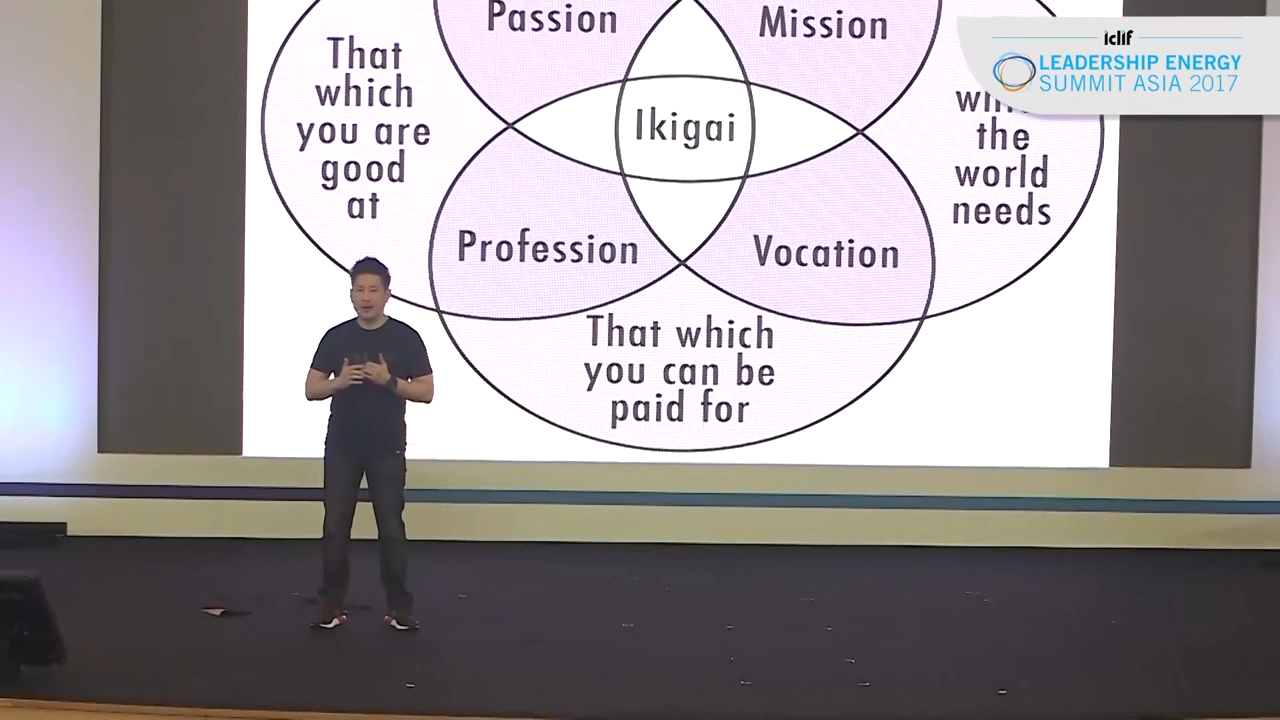 Passion
Mission
iclif
LEADERSHIP ENERGY
SUMMIT ASIA 2017
That
which
you are
good
at
Ikigai
the
world
needs
Profession
Vocation
That which
you can be
paid for